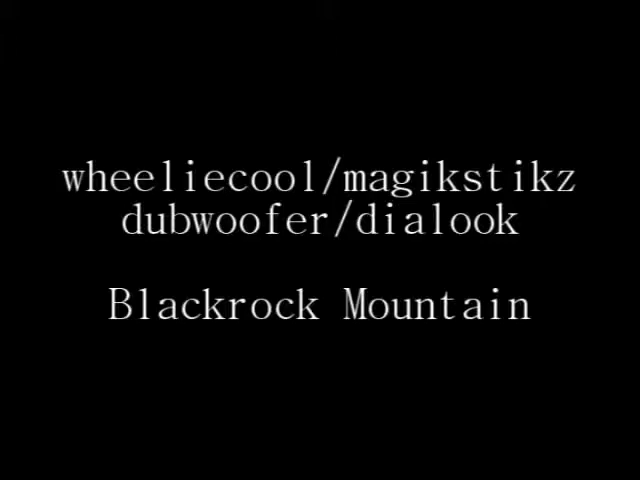 wheeliecool/magikstikz
dubwoofer/dialook
Blackrock Mountain